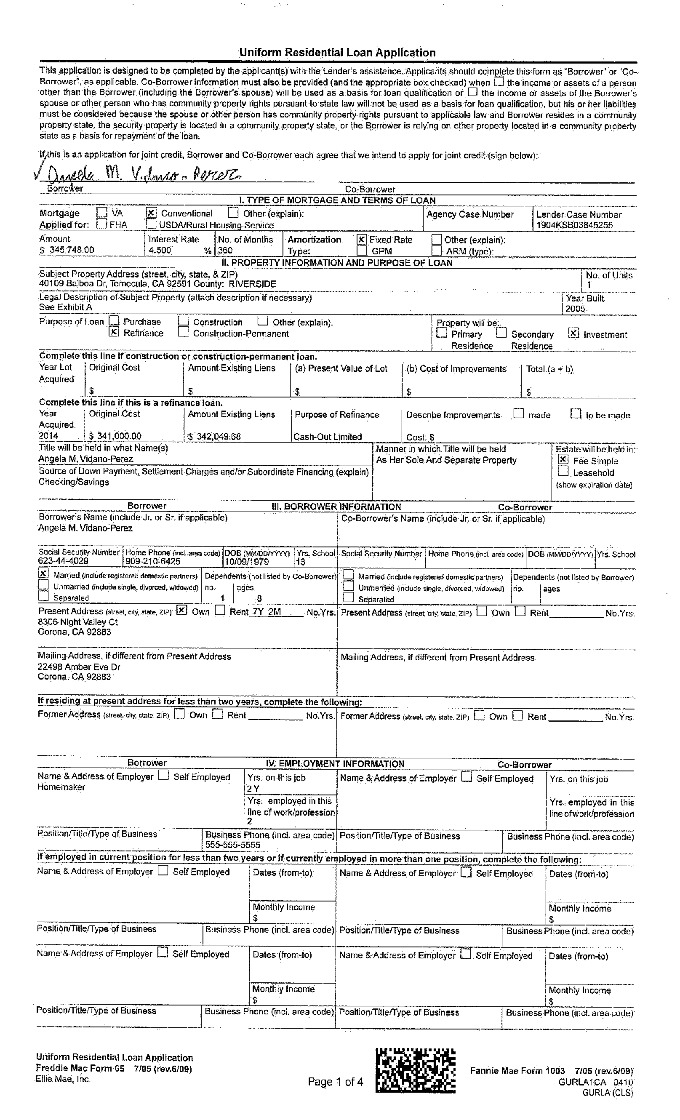 Uniform Residential Loan Application
This application is designed to be completed by the applicant(s) with the Lender's assistance. Applicants should complete this form as "Borrower" or "Co-
Borrower", as applicable. Co-Borrower information must also be provided (and the appropriate box checked) when the income or assets of a person
other than the Borrower (including the Borrower's spouse) will be used as a basis for loan qualification or the income or assets of the Borrower's
spouse or other person who has community property rights pursuant to state law will not be used as a basis for loan qualification, but his or her liabilities
must be considered because the spouse or other person has community property rights pursuant to applicable law and Borrower resides in a community
property state, the security property is located in a community property state, or the Borrower is relying on other property located in a community property
state as a basis for repayment of the loan.
If this is an application for joint credit, Borrower and Co-Borrower each agree that we intend to apply for joint credit (sign below):
Angela M. Vidano-Perez
Borrower Co-Borrower
I. TYPE OF MORTGAGE AND TERMS OF LOAN
Mortgage VA X Conventional Other (explain): Agency Case Number Lender Case Number
Applied for: FHA USDA/Rural Housing Service 1904KSB03845255
Amount Interest Rate No. of Months Amortization X Fixed Rate Other (explain):
$ 345,748.00 4.500 % 360 Type: GPM ARM (type):
II. PROPERTY INFORMATION AND PURPOSE OF LOAN
Subject Property Address (street, city, state, & ZIP) No. of Units
40109 Balboa Dr, Temecula, CA 92591 County: RIVERSIDE 1
Legal Description of Subject Property (attach description if necessary) Year Built
See Exhibit A 2005
Purpose of Loan Purchase Construction Other (explain): Property will be:
X Refinance Construction-Permanent Primary Residence Secondary Residence X Investment
Complete this line if construction or construction-permanent loan.
Year Lot Acquired Original Cost Amount Existing Liens (a) Present Value of Lot (b) Cost of Improvements Total (a + b)
$ $ $ $ $
Complete this line if this is a refinance loan.
Year Acquired Original Cost Amount Existing Liens Purpose of Refinance Describe Improvements made to be made
2014 $ 341,000.00 $ 342,049.68 Cash-Out Limited Cost: $
Title will be held in what Name(s) Manner in which Title will be held Estate will be held in:
Angela M. Vidano-Perez As Her Sole And Separate Property X Fee Simple
Source of Down Payment, Settlement Charges and/or Subordinate Financing (explain) Leasehold
Checking/Savings (show expiration date)
Borrower III. BORROWER INFORMATION Co-Borrower
Borrower's Name (include Jr. or Sr. if applicable) Co-Borrower's Name (include Jr. or Sr. if applicable)
Angela M. Vidano-Perez
Social Security Number Home Phone (incl. area code) DOB (MM/DD/YYYY) Yrs. School Social Security Number Home Phone (incl. area code) DOB (MM/DD/YYYY) Yrs. School
623-44-4029 909-210-6425 10/09/1979 13
X Married (include registered domestic partners) Dependents (not listed by Co-Borrower) Married (include registered domestic partners) Dependents (not listed by Borrower)
Unmarried (include single, divorced, widowed) no. ages Unmarried (include single, divorced, widowed) no. ages
Separated 1 8 Separated
Present Address (street, city, state, ZIP) X Own Rent 7Y 2M No. Yrs. Present Address (street, city, state, ZIP) Own Rent No. Yrs.
8306 Night Valley Ct
Corona, CA 92883
Mailing Address, if different from Present Address Mailing Address, if different from Present Address
22498 Amber Eve Dr
Corona, CA 92883
If residing at present address for less than two years, complete the following:
Former Address (street, city, state, ZIP) Own Rent No. Yrs. Former Address (street, city, state, ZIP) Own Rent No. Yrs.
Borrower IV. EMPLOYMENT INFORMATION Co-Borrower
Name & Address of Employer Self Employed Yrs. on this job Name & Address of Employer Self Employed Yrs. on this job
Homemaker 2 Y
Yrs. employed in this line of work/profession Yrs. employed in this line of work/profession
2
Position/Title/Type of Business Business Phone (incl. area code) Position/Title/Type of Business Business Phone (incl. area code)
555-555-5555
If employed in current position for less than two years or if currently employed in more than one position, complete the following:
Name & Address of Employer Self Employed Dates (from-to) Name & Address of Employer Self Employed Dates (from-to)
Monthly Income Monthly Income
$ $
Position/Title/Type of Business Business Phone (incl. area code) Position/Title/Type of Business Business Phone (incl. area code)
Name & Address of Employer Self Employed Dates (from-to) Name & Address of Employer Self Employed Dates (from-to)
Monthly Income Monthly Income
$ $
Position/Title/Type of Business Business Phone (incl. area code) Position/Title/Type of Business Business Phone (incl. area code)
Uniform Residential Loan Application
Freddie Mac Form 65 7/05 (rev.6/09) Fannie Mae Form 1003 7/05 (rev.6/09)
Ellie Mae, Inc. Page 1 of 4 GURLA1CA 0410
GURLA (CLS)